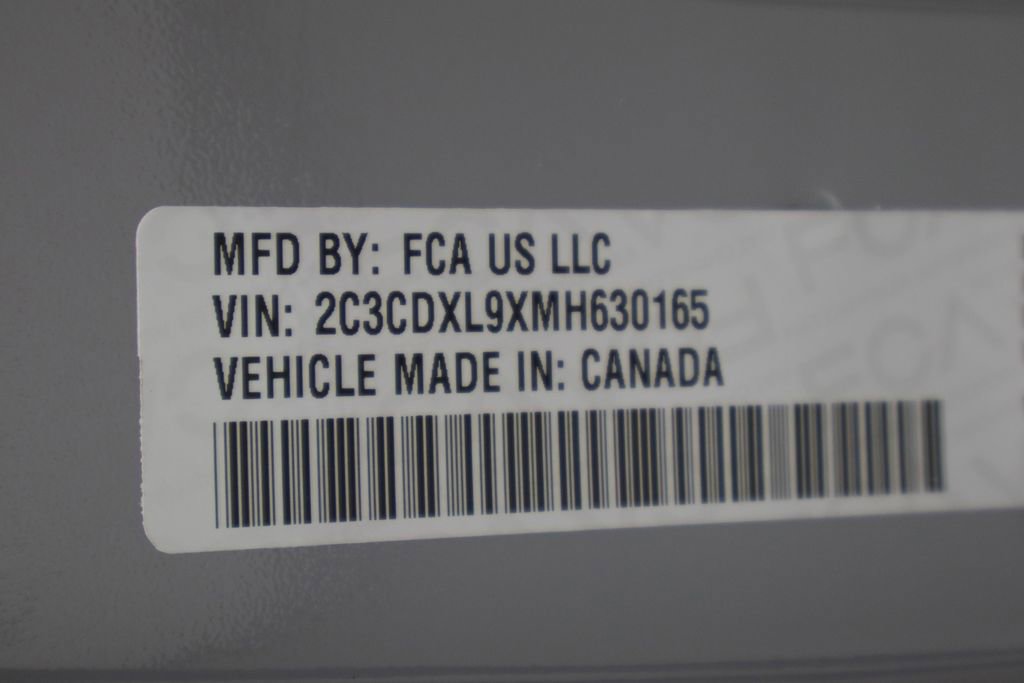 MFD BY: FCA US LLC
VIN: 2C3CDXL9XMH630165
VEHICLE MADE IN: CANADA